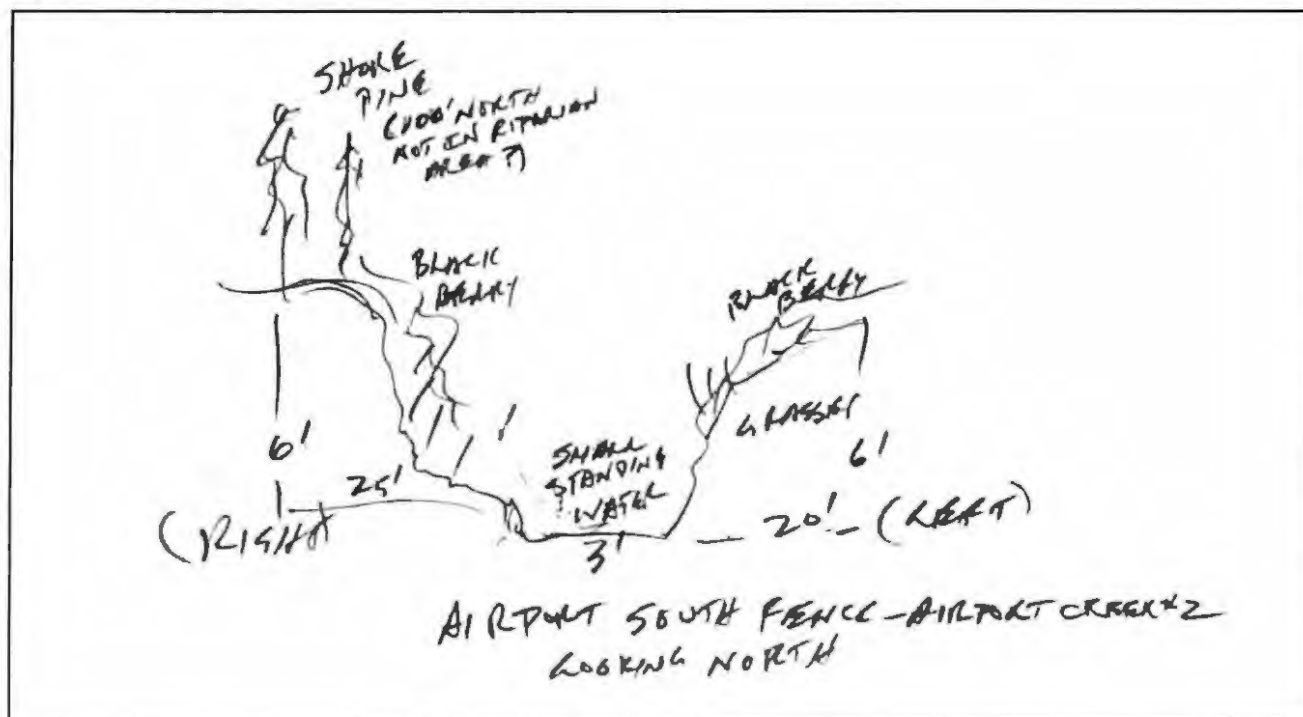 SHORE
PINE
(100' NORTH
NOT IN RIPARIAN
AREA ?)
BLACK
BERRY
BLACK
BERRY
GRASSES
6'
6'
25'
SMALL
STANDING
WATER
(RIGHT
3'
20'
(LEFT)
AIRPORT SOUTH FENCE - AIRPORT CREEK #2
LOOKING NORTH